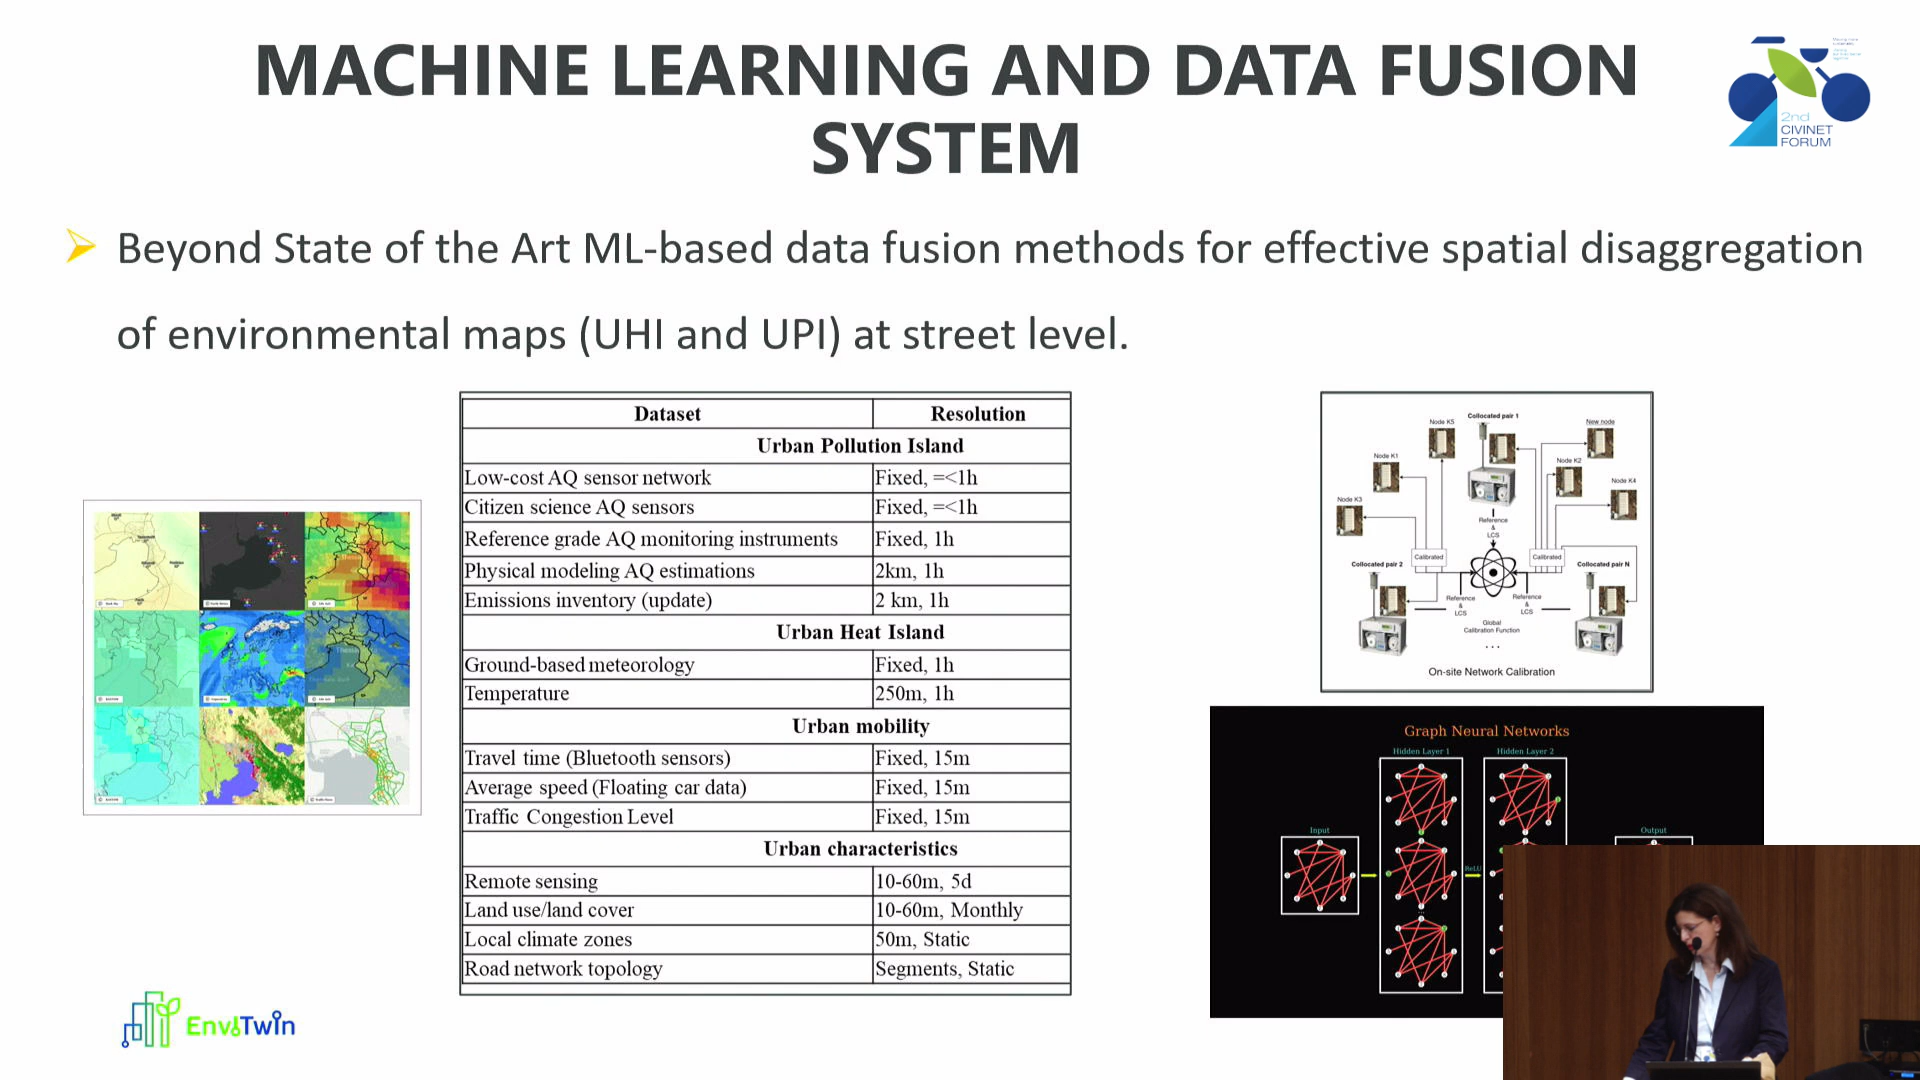 MACHINE LEARNING AND DATA FUSION
SYSTEM
2nd
CIVINET
FORUM
Beyond State of the Art ML-based data fusion methods for effective spatial disaggregation
of environmental maps (UHI and UPI) at street level.
Dataset Resolution
Urban Pollution Island
Low-cost AQ sensor network Fixed, =<1h
Citizen science AQ sensors Fixed, =<1h
Reference grade AQ monitoring instruments Fixed, 1h
Physical modeling AQ estimations 2km, 1h
Emissions inventory (update) 2 km, 1h
Urban Heat Island
Ground-based meteorology Fixed, 1h
Temperature 250m, 1h
Urban mobility
Travel time (Bluetooth sensors) Fixed, 15m
Average speed (Floating car data) Fixed, 15m
Traffic Congestion Level Fixed, 15m
Urban characteristics
Remote sensing 10-60m, 5d
Land use/land cover 10-60m, Monthly
Local climate zones 50m, Static
Road network topology Segments, Static
Collocated pair 1
Node K5
New node
Node K1
Node K2
Node K3
Node K4
Reference
&
LCS
Calibrated
Calibrated
Collocated pair 2
Collocated pair N
Reference
&
LCS
Reference
&
LCS
Global
Calibration Function
. . .
On-site Network Calibration
Graph Neural Networks
Hidden Layer 1
Hidden Layer 2
Input
Output
ReLU
EnviTwin